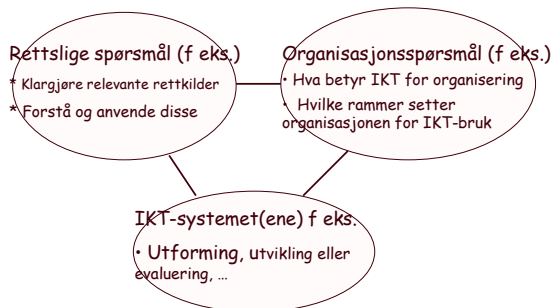 Rettslige spørsmål (f eks.)
* Klargjøre relevante rettkilder
* Forstå og anvende disse
Organisasjonsspørsmål (f eks.)
• Hva betyr IKT for organisering
• Hvilke rammer setter
organisasjonen for IKT-bruk
IKT-systemet(ene) f eks.
• Utforming, utvikling eller
evaluering, …